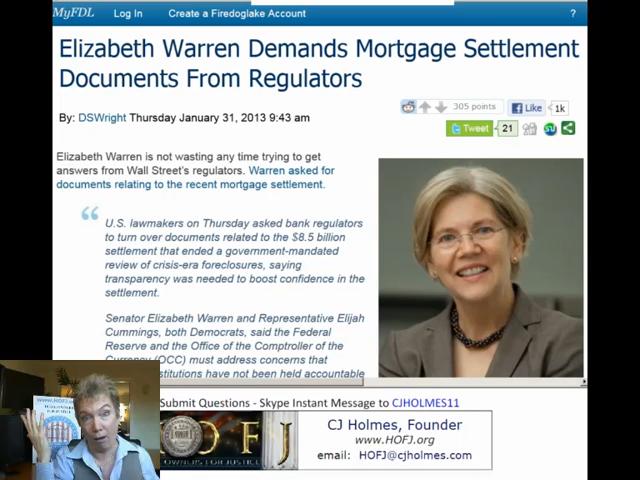 MyFDL Log In Create a Firedoglake Account ?
Elizabeth Warren Demands Mortgage Settlement
Documents From Regulators
305 points Like 1k
By: DSWright Thursday January 31, 2013 9:43 am
Tweet 21
Elizabeth Warren is not wasting any time trying to get
answers from Wall Street's regulators. Warren asked for
documents relating to the recent mortgage settlement.
“
U.S. lawmakers on Thursday asked bank regulators
to turn over documents related to the $8.5 billion
settlement that ended a government-mandated
review of crisis-era foreclosures, saying
transparency was needed to boost confidence in the
settlement.
Senator Elizabeth Warren and Representative Elijah
Cummings, both Democrats, said the Federal
Reserve and the Office of the Comptroller of the
Currency (OCC) must address concerns that
have not been held accountable
Submit Questions - Skype Instant Message to CJHOLMES11
CJ Holmes, Founder
www.HOFJ.org
email: HOFJ@cjholmes.com
OFJ
OWNERS FOR JUSTICE